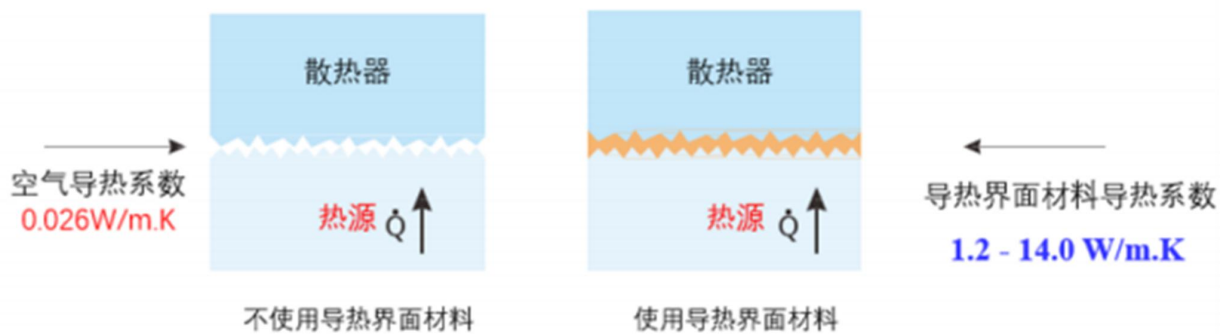 散热器
散热器
空气导热系数
0.026W/m.K
热源 Q̇
热源 Q̇
导热界面材料导热系数
1.2 - 14.0 W/m.K
不使用导热界面材料
使用导热界面材料